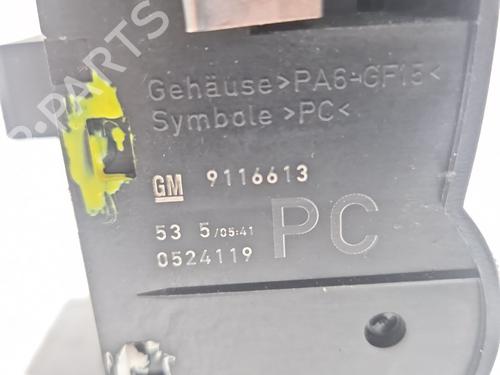 Gehäuse >PA6-GF15<
Symbole >PC<
GM 9116613
53 5/05:41
0524119
PC